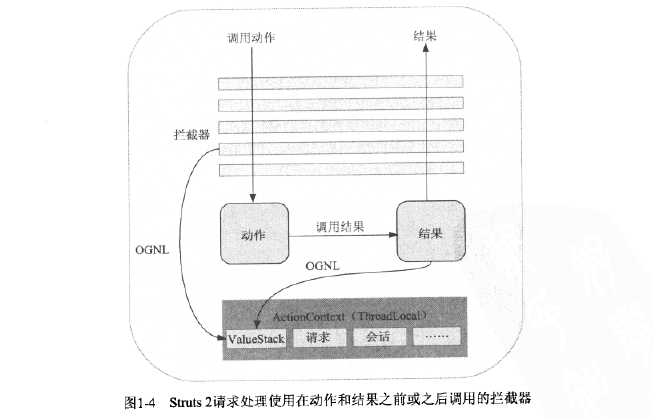 调用动作
结果
拦截器
动作
调用结果
结果
OGNL
OGNL
ActionContext（ThreadLocal）
ValueStack
请求
会话
……
图1-4 Struts 2请求处理使用在动作和结果之前或之后调用的拦截器